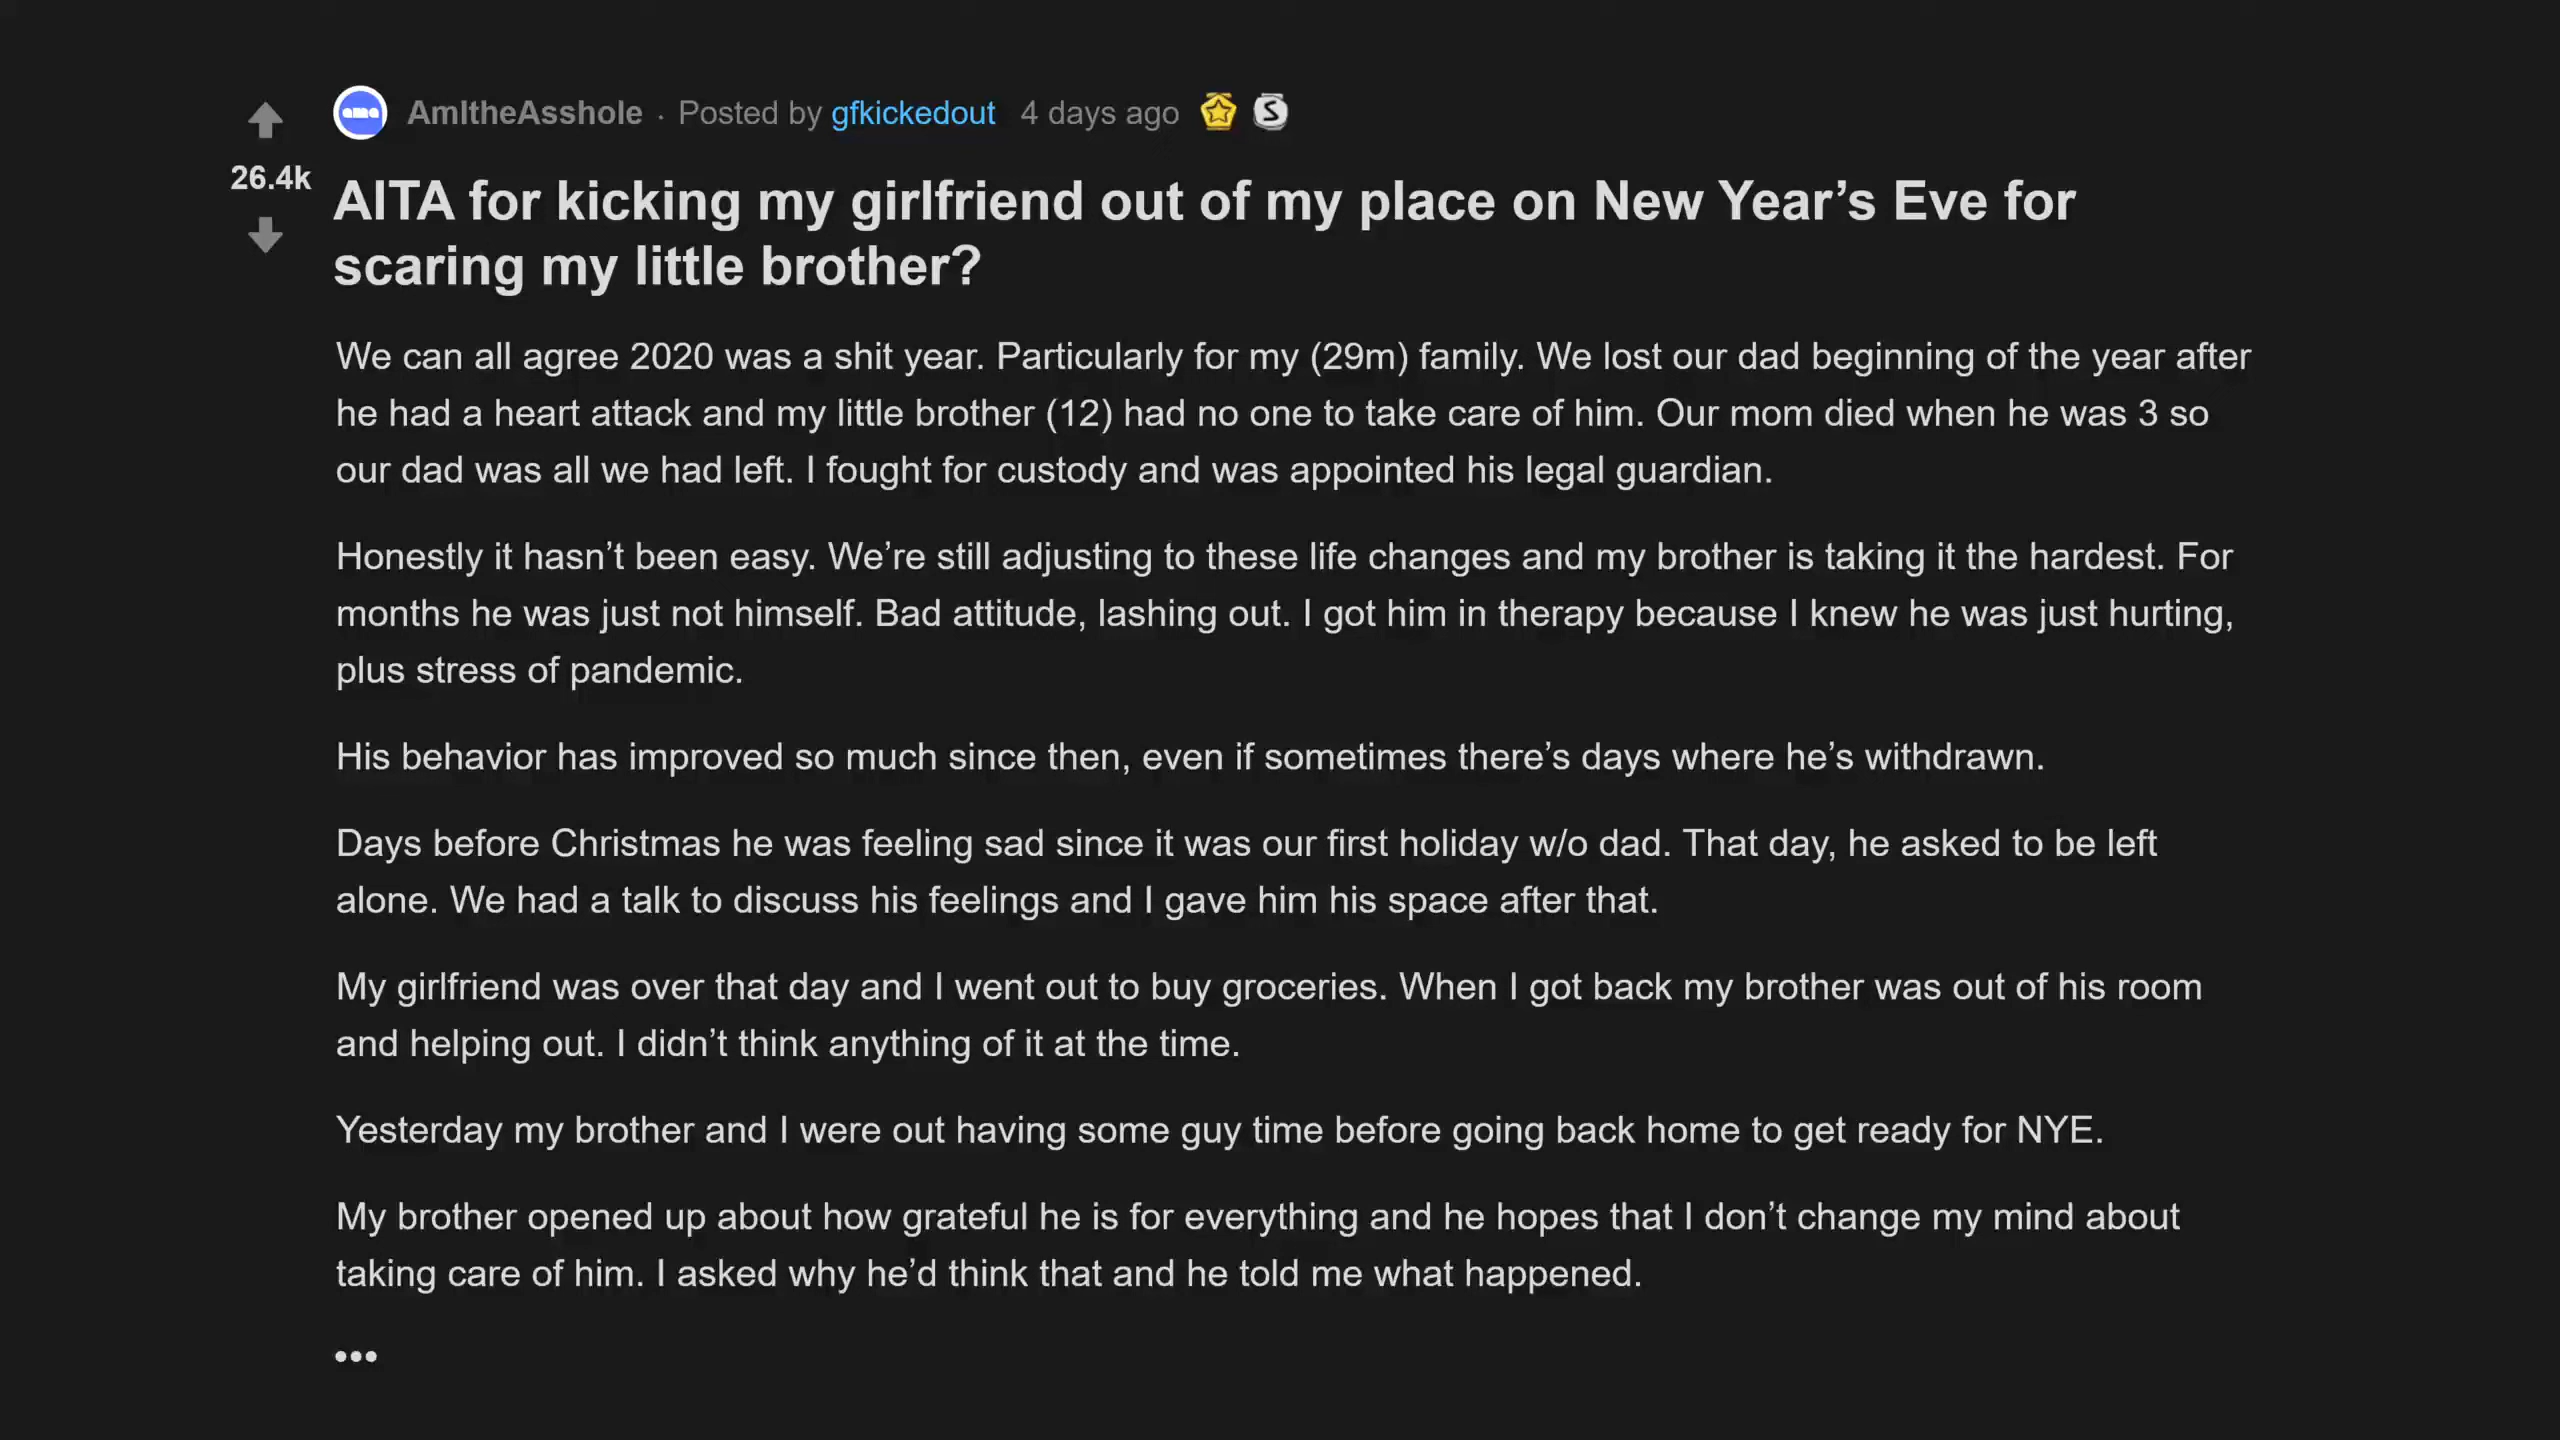 AmItheAsshole · Posted by gfkickedout 4 days ago
26.4k
AITA for kicking my girlfriend out of my place on New Year’s Eve for
scaring my little brother?
We can all agree 2020 was a shit year. Particularly for my (29m) family. We lost our dad beginning of the year after
he had a heart attack and my little brother (12) had no one to take care of him. Our mom died when he was 3 so
our dad was all we had left. I fought for custody and was appointed his legal guardian.
Honestly it hasn’t been easy. We’re still adjusting to these life changes and my brother is taking it the hardest. For
months he was just not himself. Bad attitude, lashing out. I got him in therapy because I knew he was just hurting,
plus stress of pandemic.
His behavior has improved so much since then, even if sometimes there’s days where he’s withdrawn.
Days before Christmas he was feeling sad since it was our first holiday w/o dad. That day, he asked to be left
alone. We had a talk to discuss his feelings and I gave him his space after that.
My girlfriend was over that day and I went out to buy groceries. When I got back my brother was out of his room
and helping out. I didn’t think anything of it at the time.
Yesterday my brother and I were out having some guy time before going back home to get ready for NYE.
My brother opened up about how grateful he is for everything and he hopes that I don’t change my mind about
taking care of him. I asked why he’d think that and he told me what happened.
•••